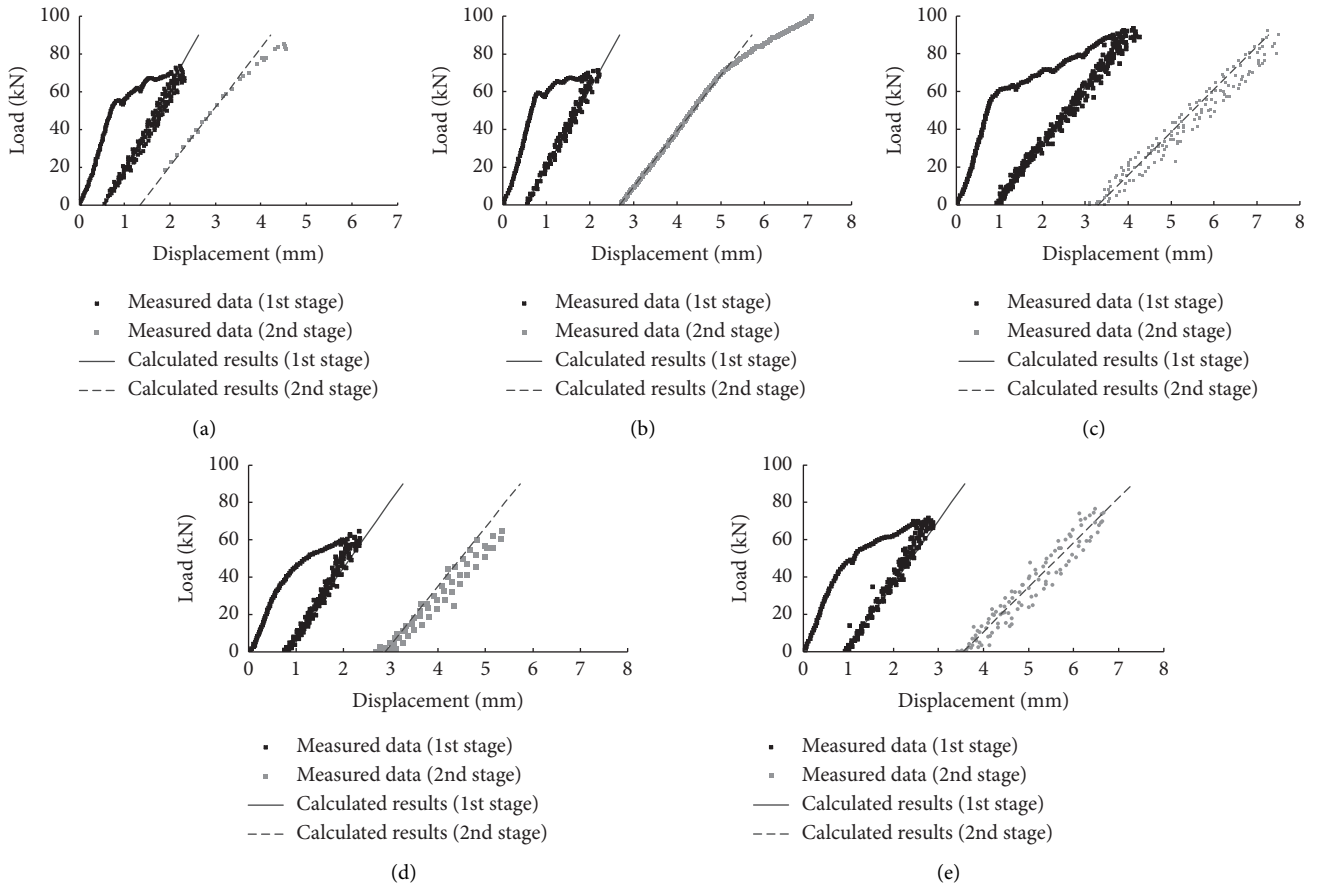 100
80
60
40
20
0
Load (kN)
0 1 2 3 4 5 6 7
Displacement (mm)
Measured data (1st stage)
Measured data (2nd stage)
Calculated results (1st stage)
Calculated results (2nd stage)
(a)
100
80
60
40
20
0
Load (kN)
0 1 2 3 4 5 6 7 8
Displacement (mm)
Measured data (1st stage)
Measured data (2nd stage)
Calculated results (1st stage)
Calculated results (2nd stage)
(b)
100
80
60
40
20
0
Load (kN)
0 1 2 3 4 5 6 7 8
Displacement (mm)
Measured data (1st stage)
Measured data (2nd stage)
Calculated results (1st stage)
Calculated results (2nd stage)
(c)
100
80
60
40
20
0
Load (kN)
0 1 2 3 4 5 6 7 8
Displacement (mm)
Measured data (1st stage)
Measured data (2nd stage)
Calculated results (1st stage)
Calculated results (2nd stage)
(d)
100
80
60
40
20
0
Load (kN)
0 1 2 3 4 5 6 7 8
Displacement (mm)
Measured data (1st stage)
Measured data (2nd stage)
Calculated results (1st stage)
Calculated results (2nd stage)
(e)